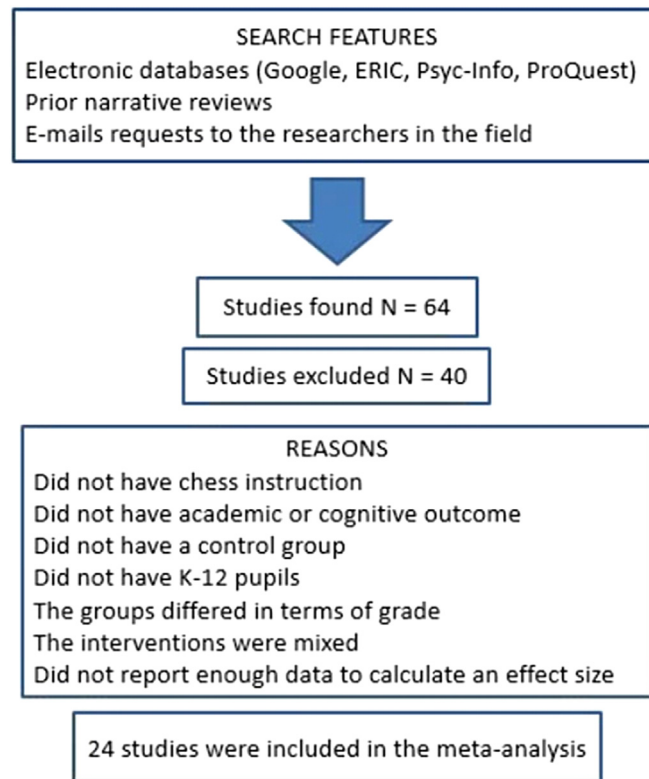 SEARCH FEATURES
Electronic databases (Google, ERIC, Psyc-Info, ProQuest)
Prior narrative reviews
E-mails requests to the researchers in the field
Studies found N = 64
Studies excluded N = 40
REASONS
Did not have chess instruction
Did not have academic or cognitive outcome
Did not have a control group
Did not have K-12 pupils
The groups differed in terms of grade
The interventions were mixed
Did not report enough data to calculate an effect size
24 studies were included in the meta-analysis